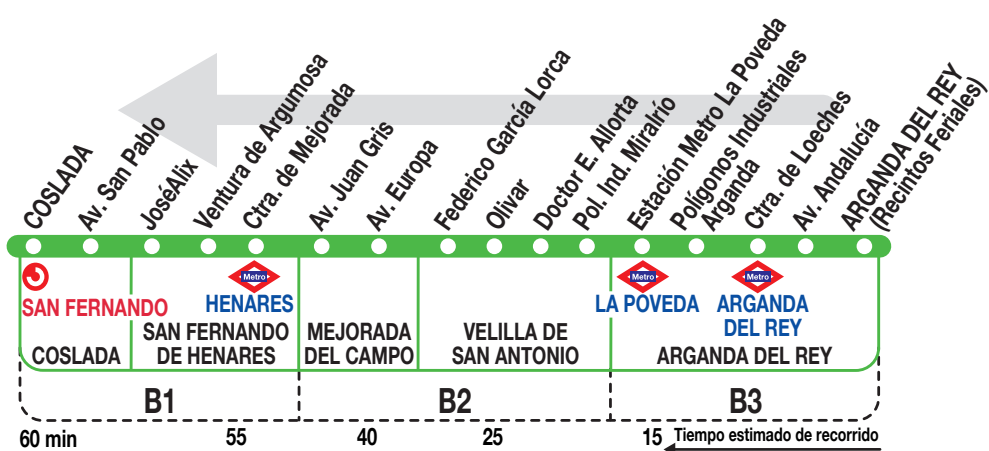 COSLADA
Av. San Pablo
JoséAlix
Ventura de Argumosa
Ctra. de Mejorada
Av. Juan Gris
Av. Europa
Federico García Lorca
Olivar
Doctor E. Allorta
Pol. Ind. Miralrío
Estación Metro La Poveda
Polígonos Industriales
Arganda
Ctra. de Loeches
Av. Andalucía
ARGANDA DEL REY
(Recintos Feriales)
Metro
Metro
Metro
SAN FERNANDO
HENARES
LA POVEDA
ARGANDA
DEL REY
COSLADA
SAN FERNANDO
DE HENARES
MEJORADA
DEL CAMPO
VELILLA DE
SAN ANTONIO
ARGANDA DEL REY
B1
B2
B3
60 min
55
40
25
15
Tiempo estimado de recorrido